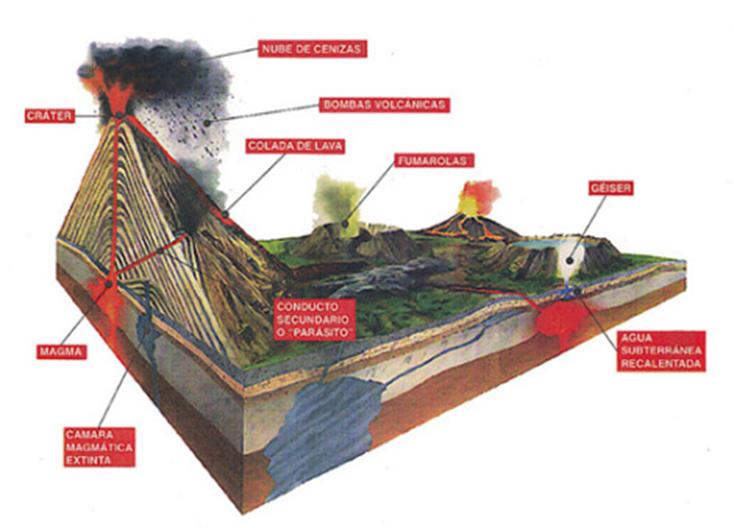 NUBE DE CENIZAS
BOMBAS VOLCÁNICAS
CRÁTER
COLADA DE LAVA
FUMAROLAS
GÉISER
CONDUCTO
SECUNDARIO
O "PARÁSITO"
MAGMA
AGUA
SUBTERRÁNEA
RECALENTADA
CAMARA
MAGMÁTICA
EXTINTA